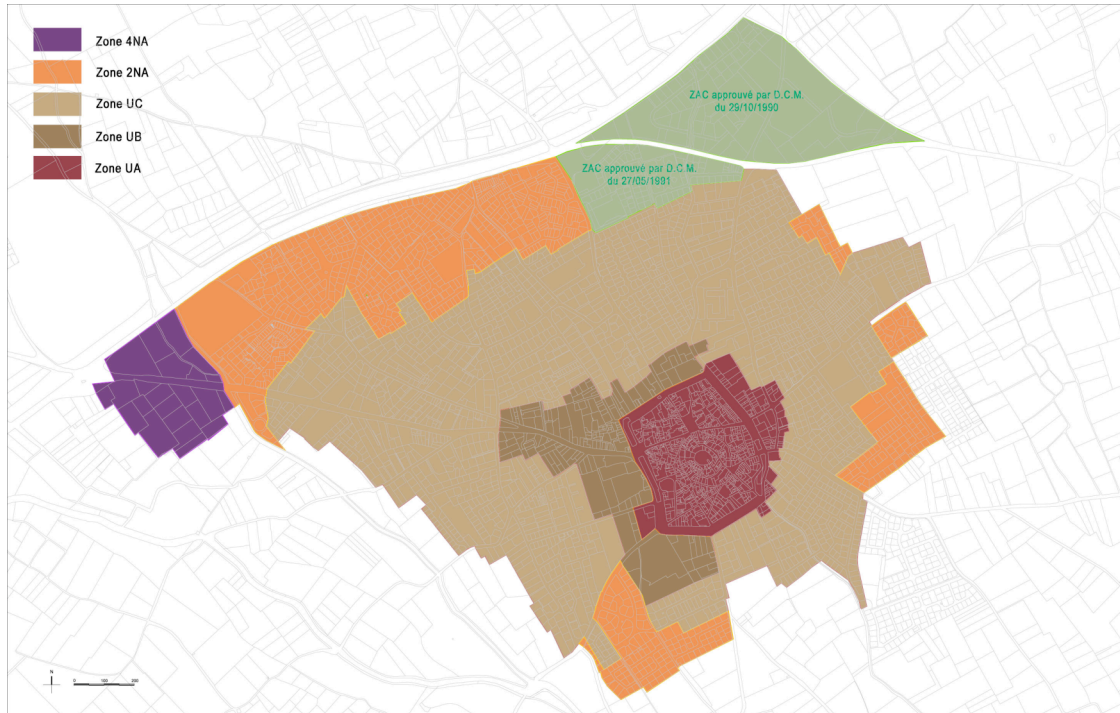 Zone 4NA
Zone 2NA
Zone UC
Zone UB
Zone UA
ZAC approuvé par D.C.M.
du 29/10/1990
ZAC approuvé par D.C.M.
du 27/05/1991
N
0 100 200